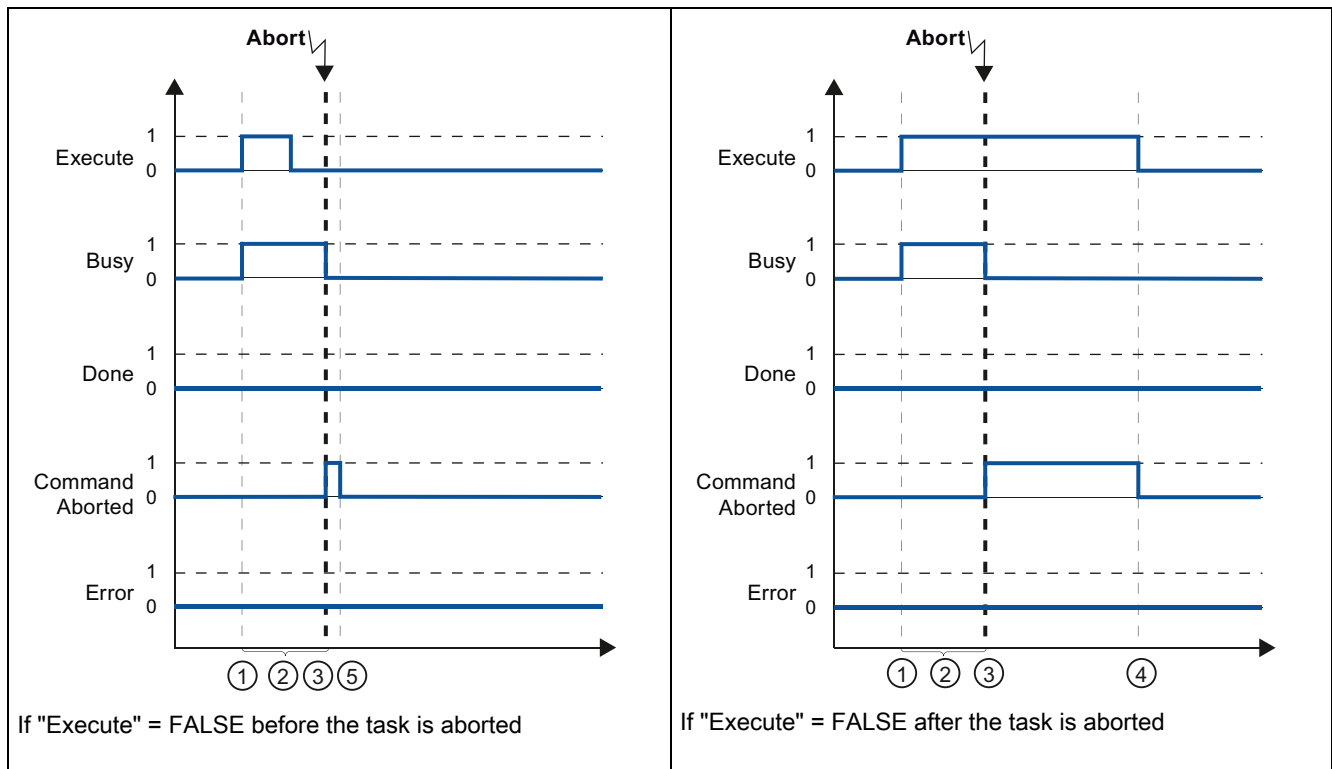 Abort
1
Execute
0
1
Busy
0
1
Done
0
1
Command
Aborted
0
1
Error
0
1 2 3 5
If "Execute" = FALSE before the task is aborted
Abort
1
Execute
0
1
Busy
0
1
Done
0
1
Command
Aborted
0
1
Error
0
1 2 3 4
If "Execute" = FALSE after the task is aborted